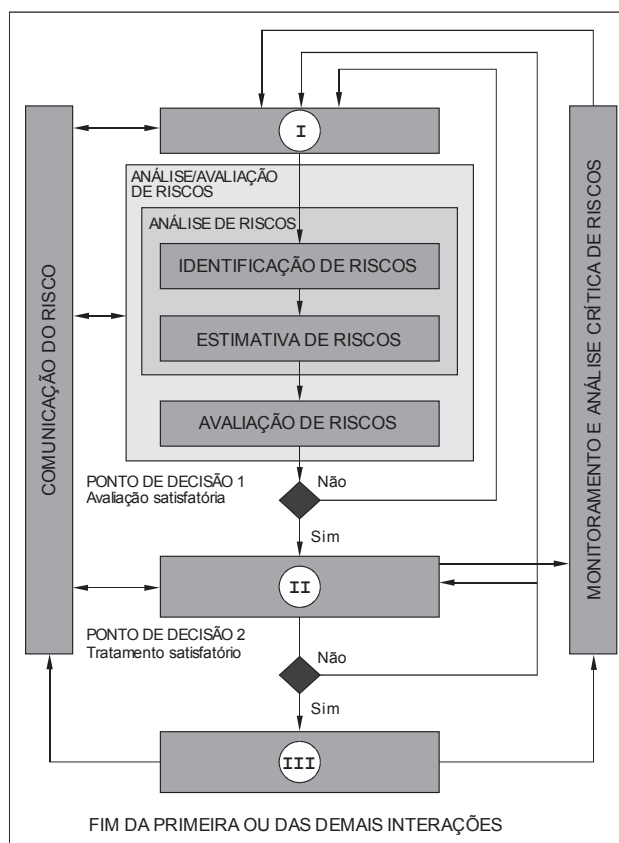 I
ANÁLISE/AVALIAÇÃO
DE RISCOS
ANÁLISE DE RISCOS
IDENTIFICAÇÃO DE RISCOS
ESTIMATIVA DE RISCOS
AVALIAÇÃO DE RISCOS
COMUNICAÇÃO DO RISCO
MONITORAMENTO E ANÁLISE CRÍTICA DE RISCOS
PONTO DE DECISÃO 1
Avaliação satisfatória
Não
Sim
II
PONTO DE DECISÃO 2
Tratamento satisfatório
Não
Sim
III
FIM DA PRIMEIRA OU DAS DEMAIS INTERAÇÕES